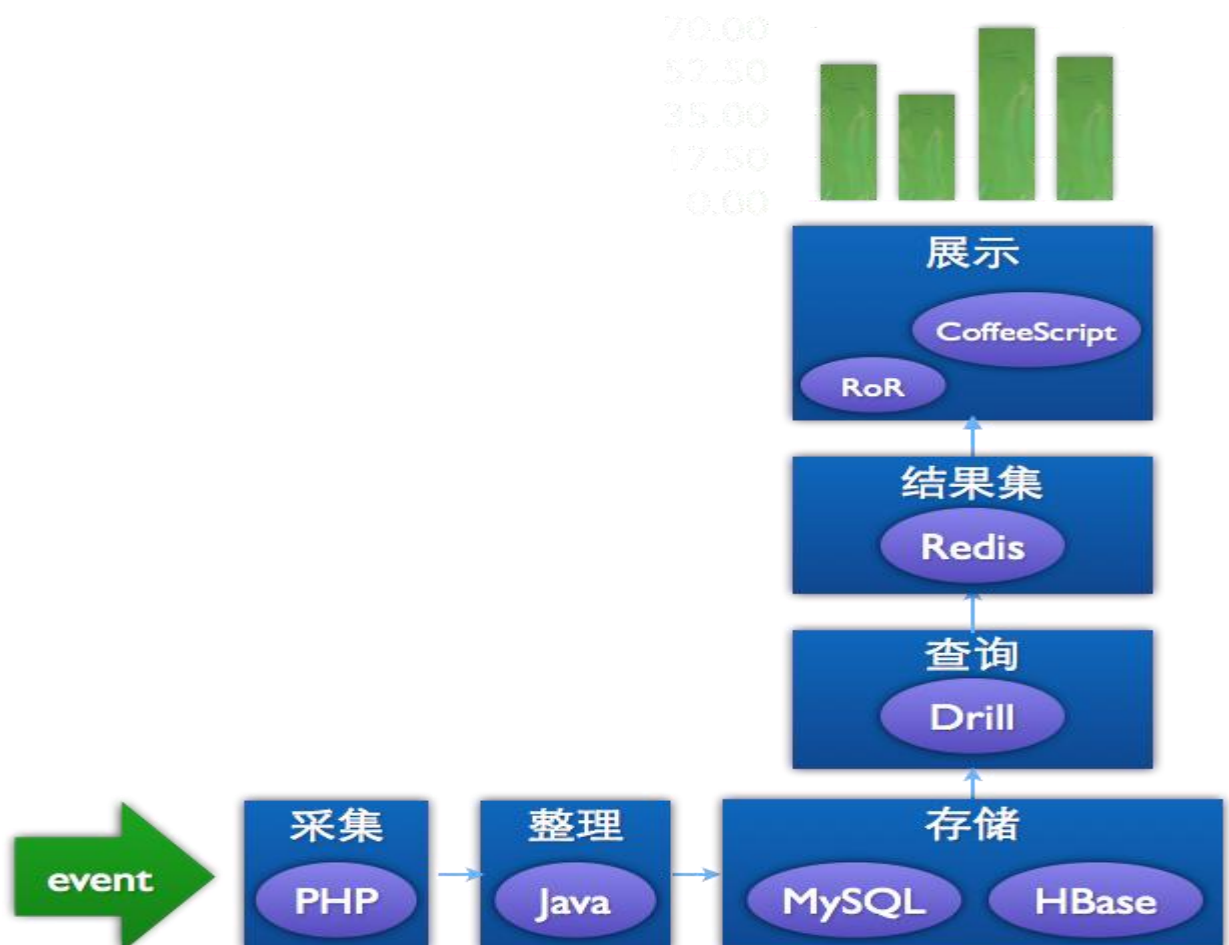 70.00
52.50
35.00
17.50
0.00
展示
CoffeeScript
RoR
结果集
Redis
查询
Drill
采集
整理
存储
event
PHP
Java
MySQL
HBase